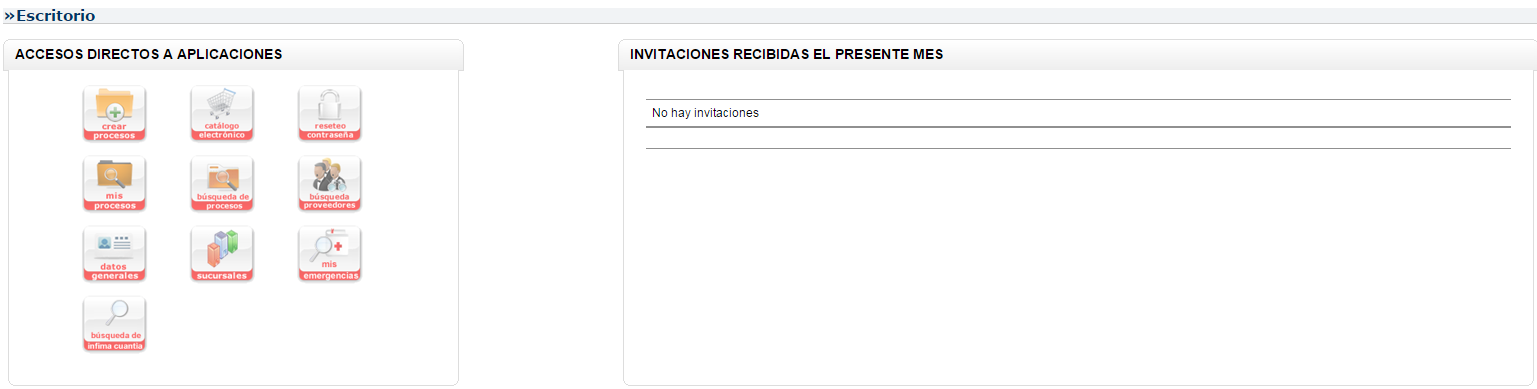 »Escritorio
ACCESOS DIRECTOS A APLICACIONES
crear
procesos
catálogo
electrónico
reseteo
contraseña
mis
procesos
búsqueda de
procesos
búsqueda
proveedores
datos
generales
sucursales
mis
emergencias
búsqueda de
ínfima cuantía
INVITACIONES RECIBIDAS EL PRESENTE MES
No hay invitaciones